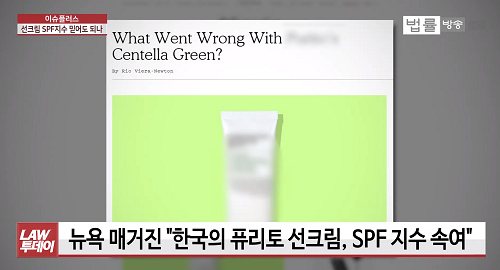 이슈플러스
선크림 SPF지수 믿어도 되나
법률 방송
What Went Wrong With
Centella Green?
By Rio Viera-Newton
LAW 투데이
뉴욕 매거진 "한국의 퓨리토 선크림, SPF 지수 속여"